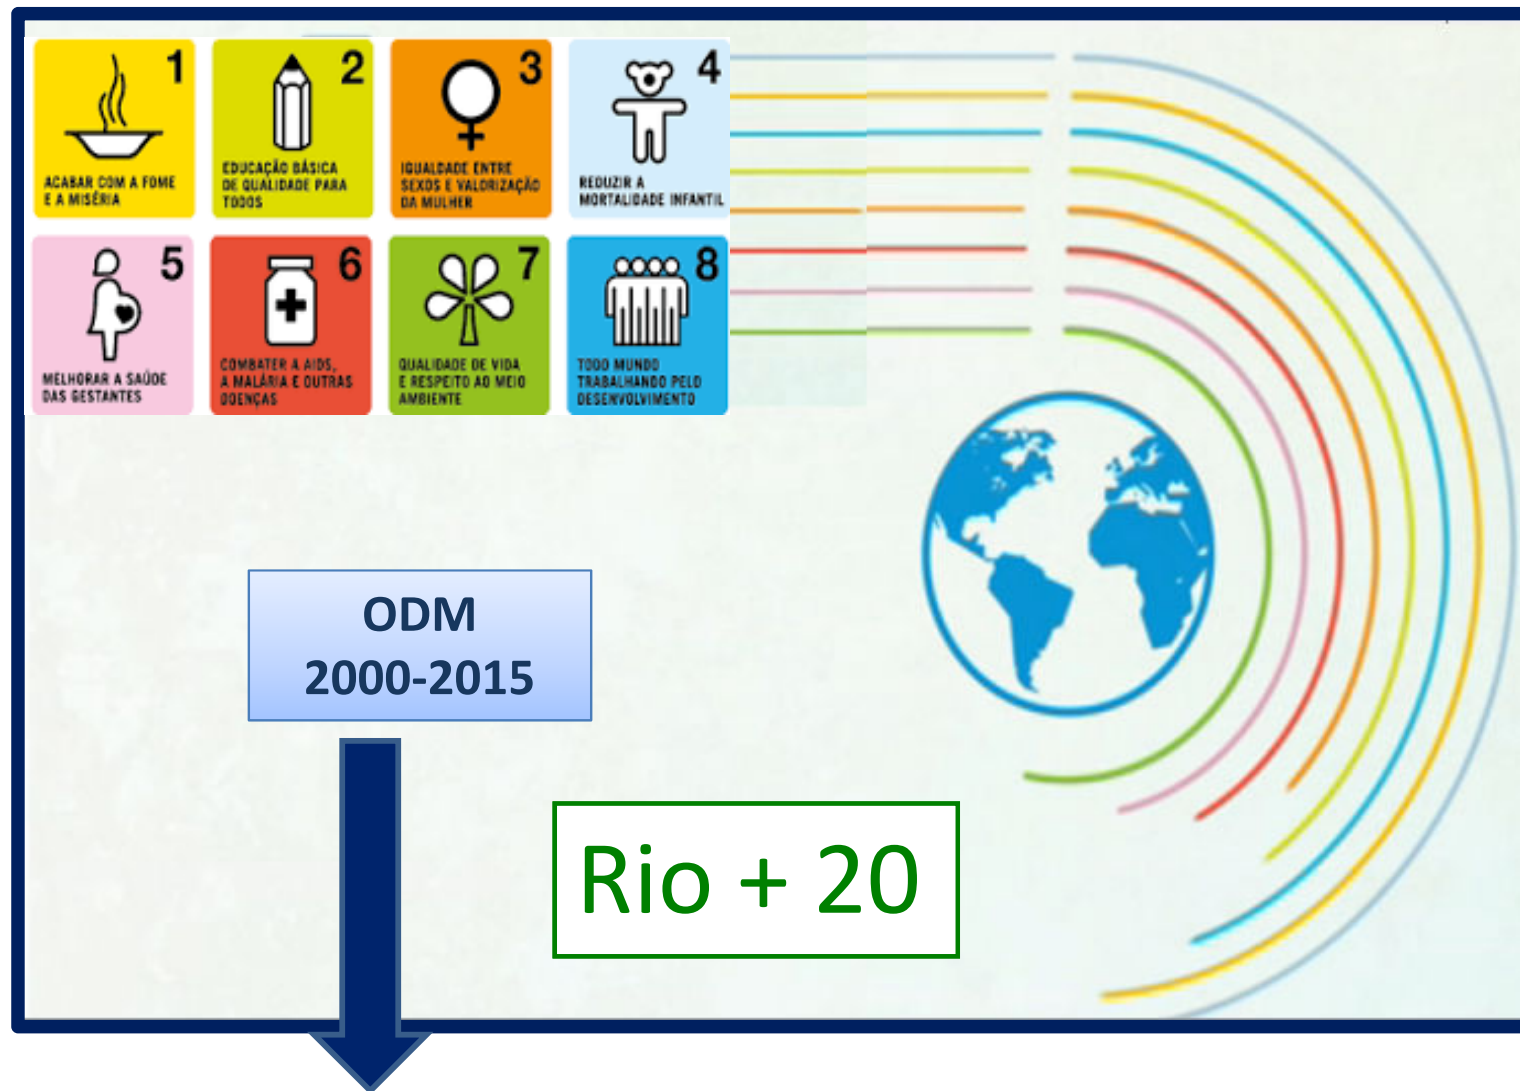 1
ACABAR COM A FOME
E A MISÉRIA
2
EDUCAÇÃO BÁSICA
DE QUALIDADE PARA
TODOS
3
IGUALDADE ENTRE
SEXOS E VALORIZAÇÃO
DA MULHER
4
REDUZIR A
MORTALIDADE INFANTIL
5
MELHORAR A SAÚDE
DAS GESTANTES
6
COMBATER A AIDS,
A MALÁRIA E OUTRAS
DOENÇAS
7
QUALIDADE DE VIDA
E RESPEITO AO MEIO
AMBIENTE
8
TODO MUNDO
TRABALHANDO PELO
DESENVOLVIMENTO
ODM
2000-2015
Rio + 20